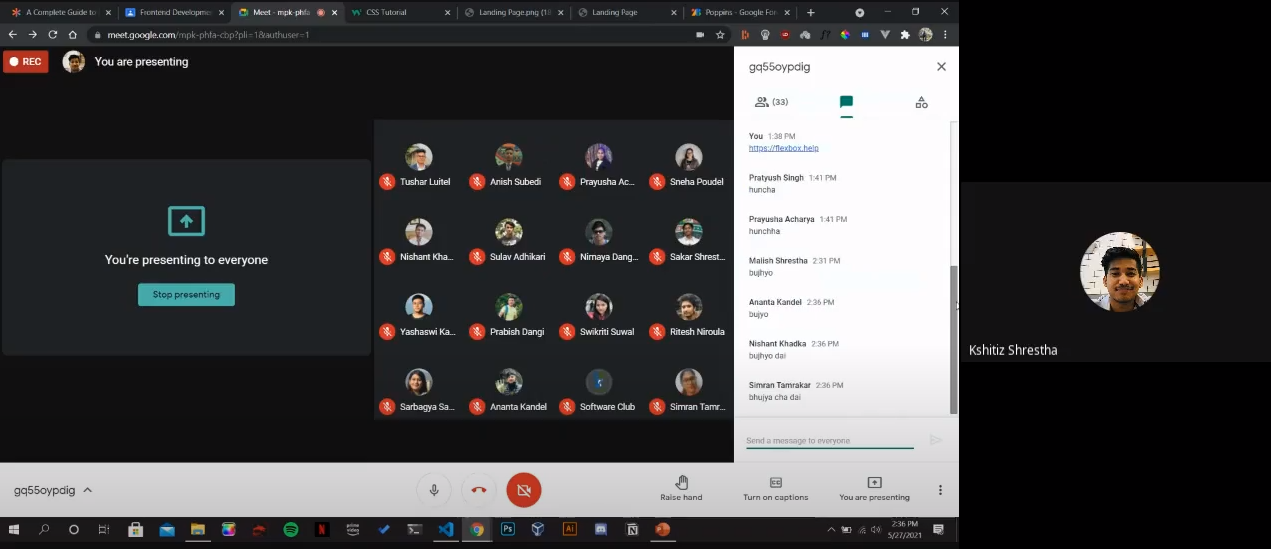 A Complete Guide to
Frontend Developme
Meet - mpk-phfa
CSS Tutorial
Landing Page.png (1
Landing Page
Poppins - Google Fon
meet.google.com/mpk-phfa-cbp?pli=1&authuser=1
REC
You are presenting
gq55oypdig
(33)
You're presenting to everyone
Stop presenting
Tushar Luitel
Anish Subedi
Prayusha Ac...
Sneha Poudel
Nishant Kha...
Sulav Adhikari
Nirnaya Dang...
Sakar Shrest...
Yashaswi Ka...
Prabish Dangi
Swikriti Suwal
Ritesh Niroula
Sarbagya Sa...
Ananta Kandel
Software Club
Simran Tamr...
You 1:38 PM
https://flexbox.help
Pratyush Singh 1:41 PM
huncha
Prayusha Acharya 1:41 PM
hunchha
Malish Shrestha 2:31 PM
bujhyo
Ananta Kandel 2:36 PM
bujyo
Nishant Khadka 2:36 PM
bujhyo dai
Simran Tamrakar 2:36 PM
bhujya cha dai
Send a message to everyone
Kshitiz Shrestha
gq55oypdig
Raise hand
Turn on captions
You are presenting
2:36 PM
5/27/2021